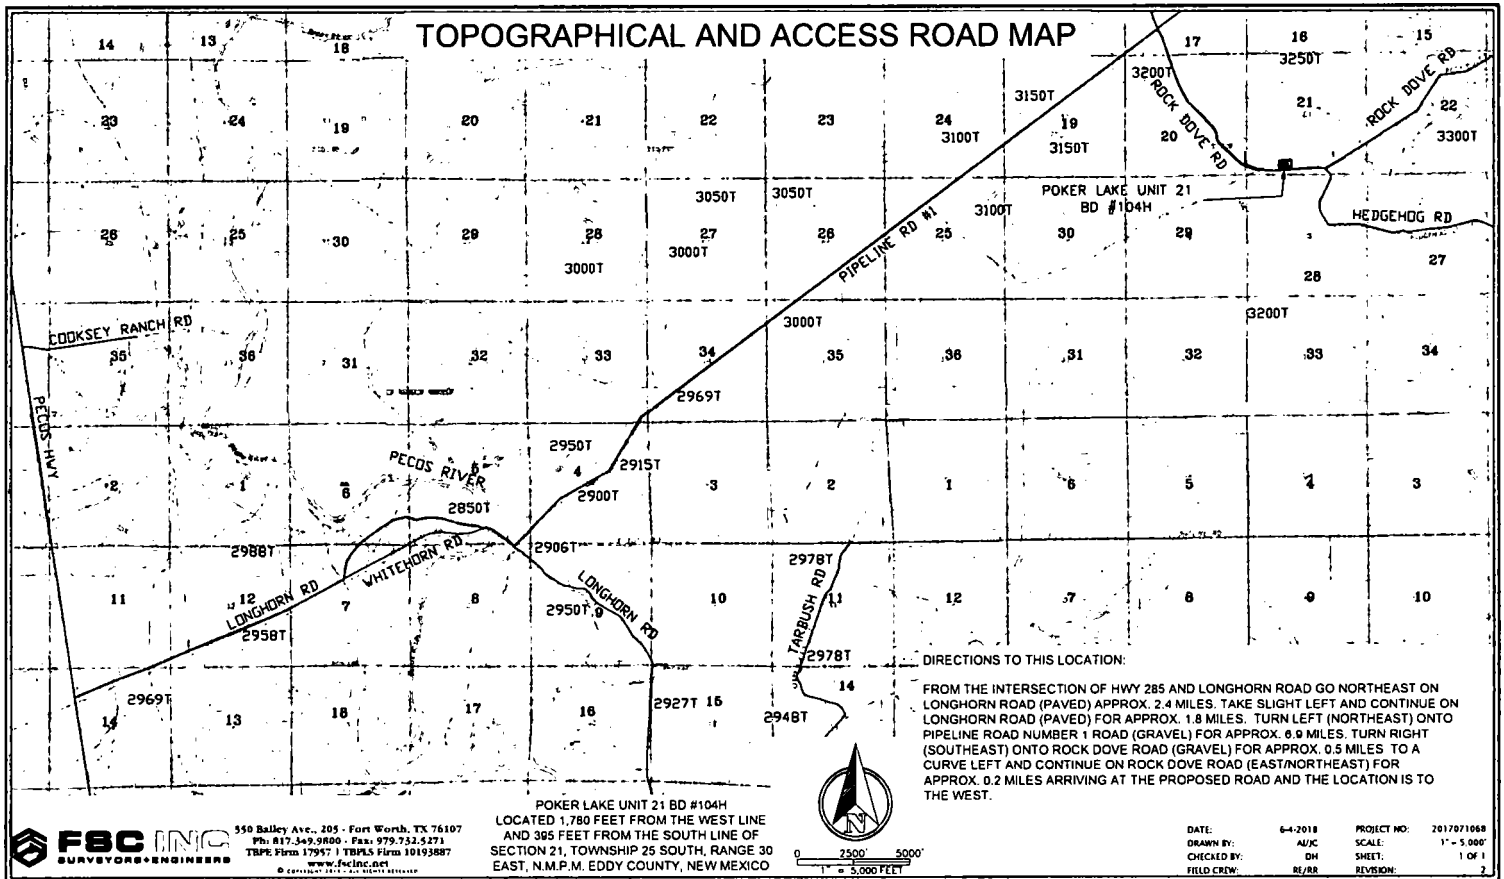 TOPOGRAPHICAL AND ACCESS ROAD MAP
14 13 18 17 16 15
3250T
3200T
ROCK DOVE RD
ROCK DOVE RD
3150T
23 24 19 20 21 22 23 24 19 20 21 22
3100T
3150T
3300T
POKER LAKE UNIT 21
BD #104H
3050T 3050T
3100T
HEDGEHOG RD
PIPELINE RD #1
26 25 30 29 28 27 26 25 30 29 28 27
3000T
3000T
3000T
3200T
COOKSEY RANCH RD
35 36 31 32 33 34 35 36 31 32 33 34
2969T
PECOS HWY
PECOS RIVER
2950T
2915T
2900T
2850T
2 1 6 5 4 3 2 1 6 5 4 3
2988T
2906T
2978T
WHITEHORN RD
LONGHORN RD
LONGHORN RD
TARBUSH RD
11 12 7 8 9 10 11 12 7 8 9 10
2950T
2958T
2978T
2969T
2927T
2948T
14 13 18 17 16 15 14
DIRECTIONS TO THIS LOCATION:
FROM THE INTERSECTION OF HWY 285 AND LONGHORN ROAD GO NORTHEAST ON
LONGHORN ROAD (PAVED) APPROX. 2.4 MILES. TAKE SLIGHT LEFT AND CONTINUE ON
LONGHORN ROAD (PAVED) FOR APPROX. 1.8 MILES. TURN LEFT (NORTHEAST) ONTO
PIPELINE ROAD NUMBER 1 ROAD (GRAVEL) FOR APPROX. 6.9 MILES. TURN RIGHT
(SOUTHEAST) ONTO ROCK DOVE ROAD (GRAVEL) FOR APPROX. 0.5 MILES TO A
CURVE LEFT AND CONTINUE ON ROCK DOVE ROAD (EAST/NORTHEAST) FOR
APPROX. 0.2 MILES ARRIVING AT THE PROPOSED ROAD AND THE LOCATION IS TO
THE WEST.
FSC INC
SURVEYORS+ENGINEERS
550 Bailey Ave., 205 - Fort Worth, TX 76107
Ph: 817.349.9800 - Fax: 979.732.5271
TBPE Firm 17957 | TBPLS Firm 10193887
www.fscinc.net
POKER LAKE UNIT 21 BD #104H
LOCATED 1,780 FEET FROM THE WEST LINE
AND 395 FEET FROM THE SOUTH LINE OF
SECTION 21, TOWNSHIP 25 SOUTH, RANGE 30
EAST, N.M.P.M. EDDY COUNTY, NEW MEXICO
N
0 2500' 5000'
1" = 5,000 FEET
DATE: 6-4-2018 PROJECT NO: 2017071068
DRAWN BY: AI/JC SCALE: 1" = 5,000'
CHECKED BY: DH SHEET: 1 OF 1
FIELD CREW: RE/RR REVISION: 2